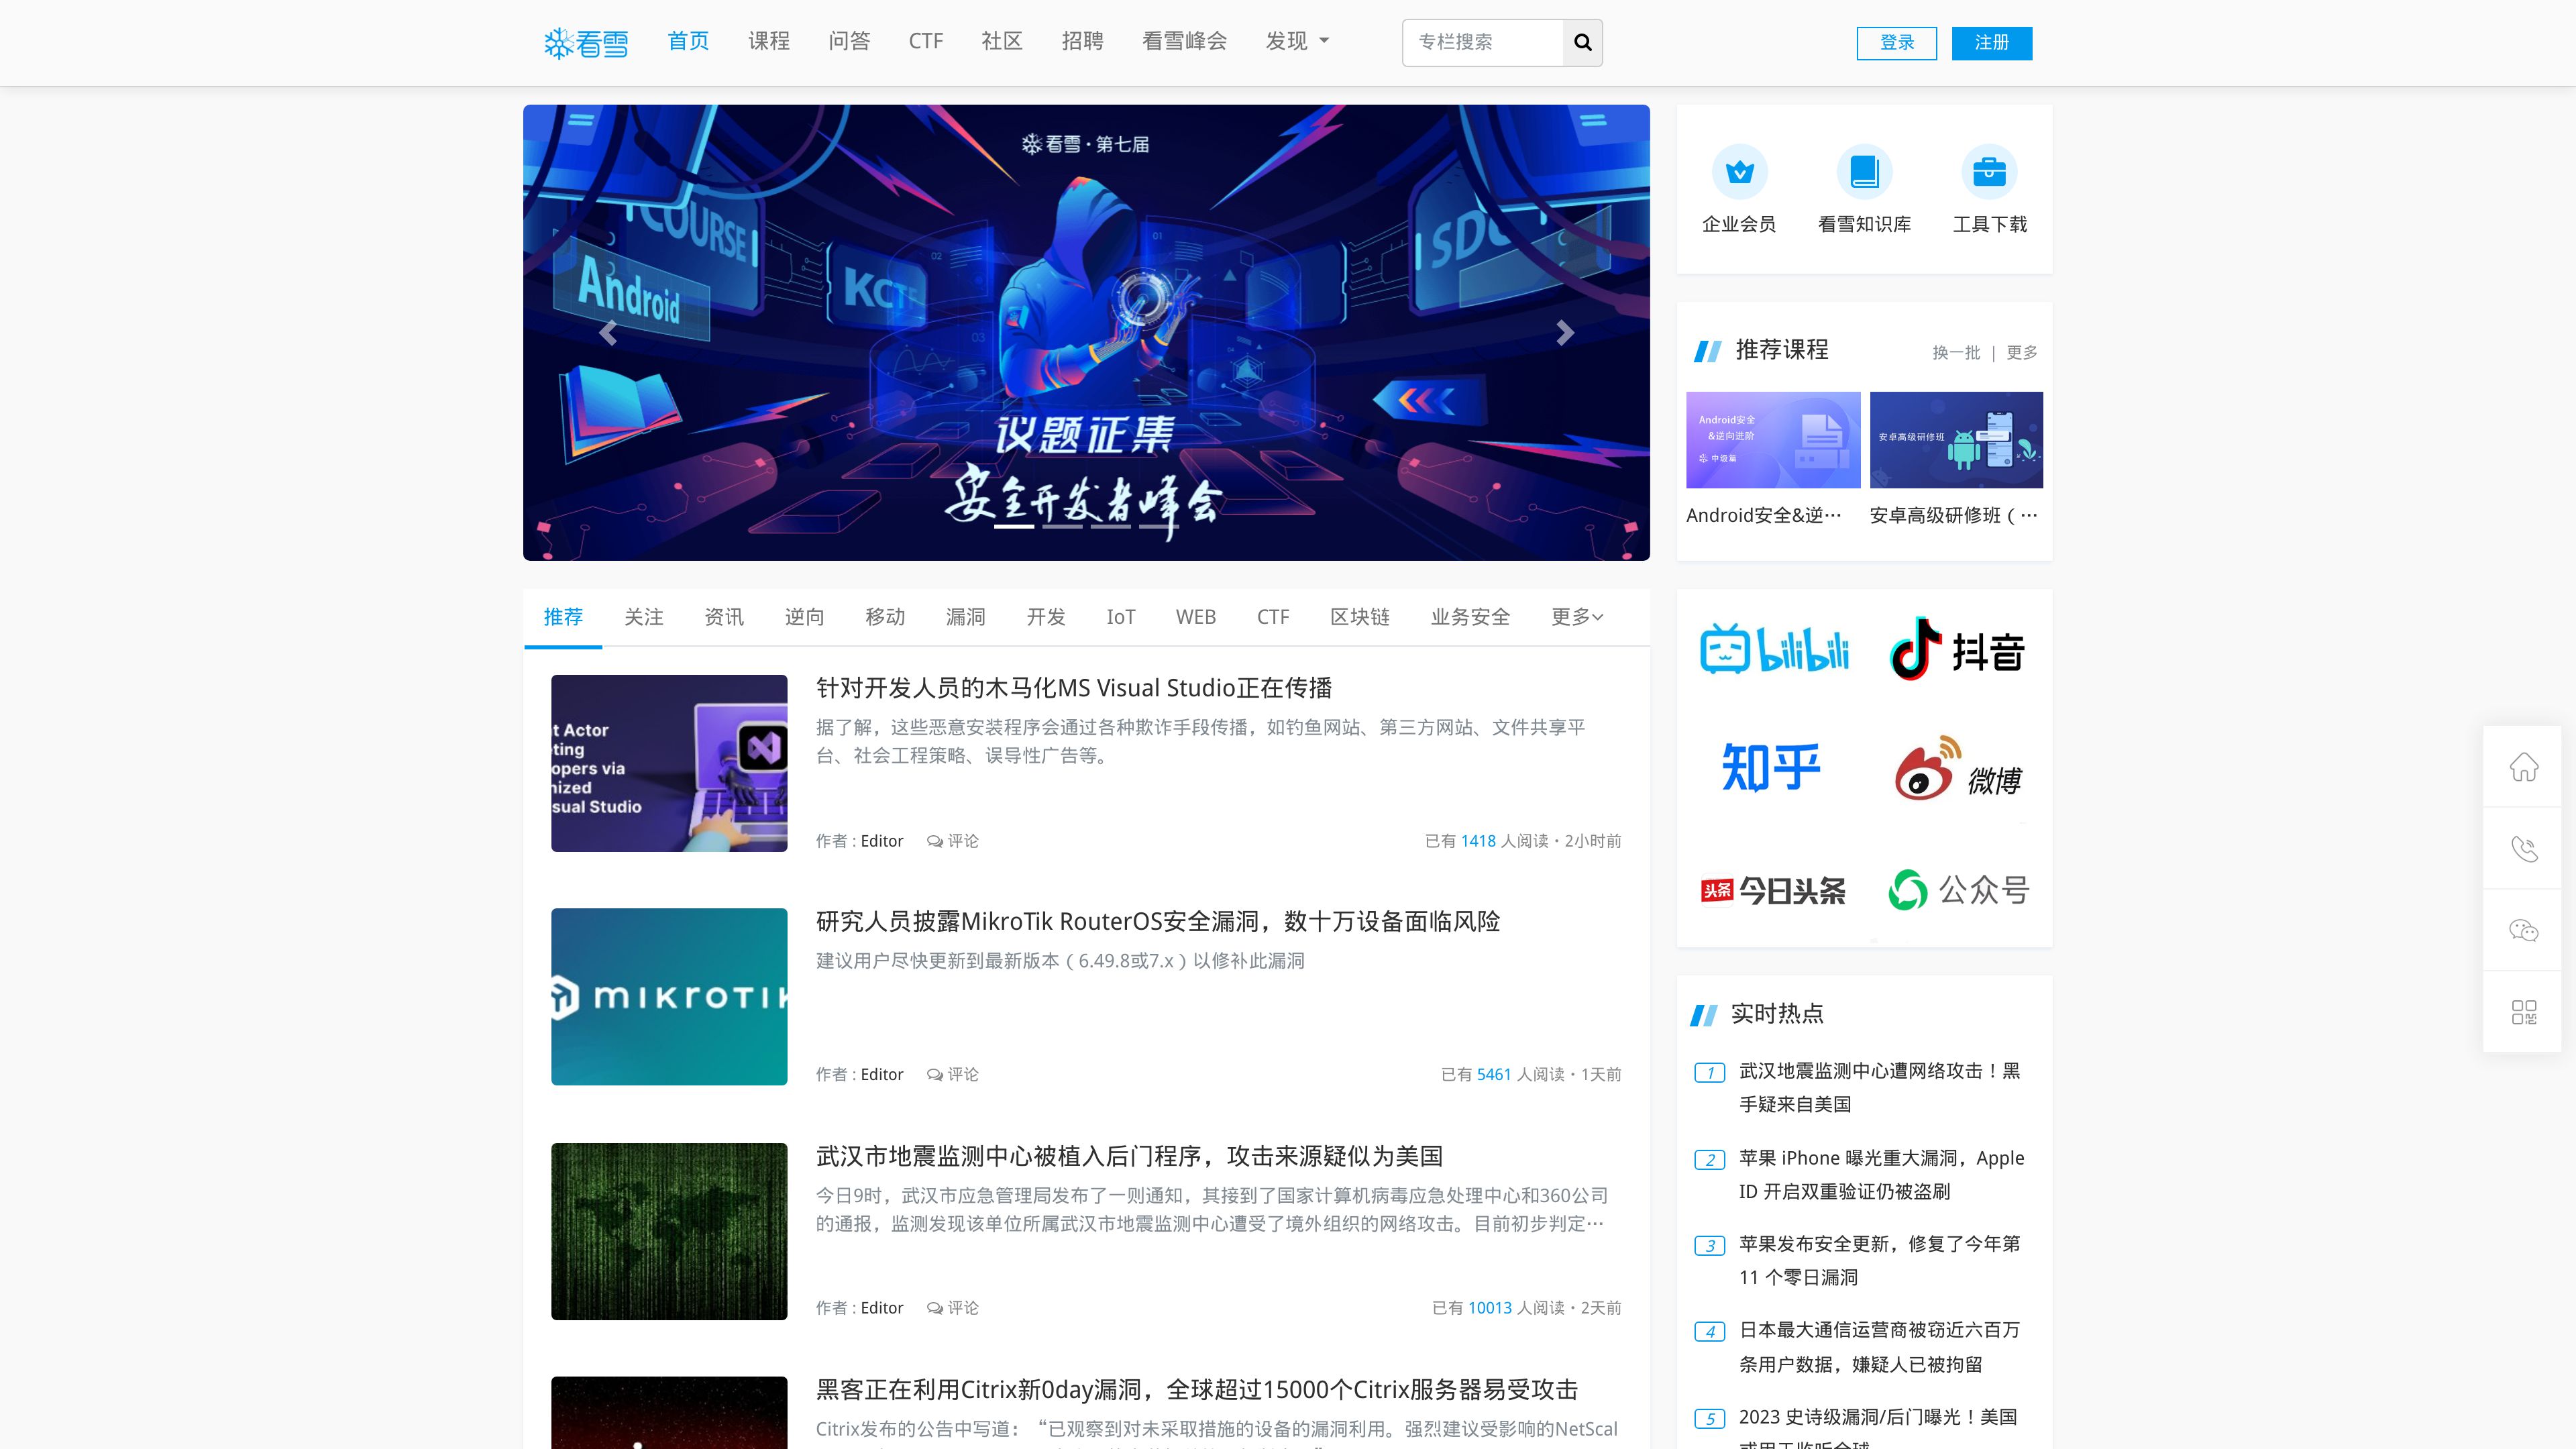 看雪
首页 课程 问答 CTF 社区 招聘 看雪峰会 发现
专栏搜索
登录 注册
看雪·第七届
COURSE
Android
KCTF
01
02
03
议题征集
安全开发者峰会
企业会员 看雪知识库 工具下载
推荐课程 换一批 | 更多
Android安全
&逆向进阶
中级篇
安卓高级研修班
Android安全&逆… 安卓高级研修班（…
推荐 关注 资讯 逆向 移动 漏洞 开发 IoT WEB CTF 区块链 业务安全 更多
t Actor
ting
opers via
nized
sual Studio
针对开发人员的木马化MS Visual Studio正在传播
据了解，这些恶意安装程序会通过各种欺诈手段传播，如钓鱼网站、第三方网站、文件共享平
台、社会工程策略、误导性广告等。
作者 : Editor 评论 已有 1418 人阅读・2小时前
mikroTik
研究人员披露MikroTik RouterOS安全漏洞，数十万设备面临风险
建议用户尽快更新到最新版本（6.49.8或7.x）以修补此漏洞
作者 : Editor 评论 已有 5461 人阅读・1天前
武汉市地震监测中心被植入后门程序，攻击来源疑似为美国
今日9时，武汉市应急管理局发布了一则通知，其接到了国家计算机病毒应急处理中心和360公司
的通报，监测发现该单位所属武汉市地震监测中心遭受了境外组织的网络攻击。目前初步判定…
作者 : Editor 评论 已有 10013 人阅读・2天前
黑客正在利用Citrix新0day漏洞，全球超过15000个Citrix服务器易受攻击
Citrix发布的公告中写道：“已观察到对未采取措施的设备的漏洞利用。强烈建议受影响的NetScal
bilibili 抖音
知乎 微博
头条 今日头条 公众号
实时热点
1 武汉地震监测中心遭网络攻击！黑
手疑来自美国
2 苹果 iPhone 曝光重大漏洞，Apple
ID 开启双重验证仍被盗刷
3 苹果发布安全更新，修复了今年第
11 个零日漏洞
4 日本最大通信运营商被窃近六百万
条用户数据，嫌疑人已被拘留
5 2023 史诗级漏洞/后门曝光！美国